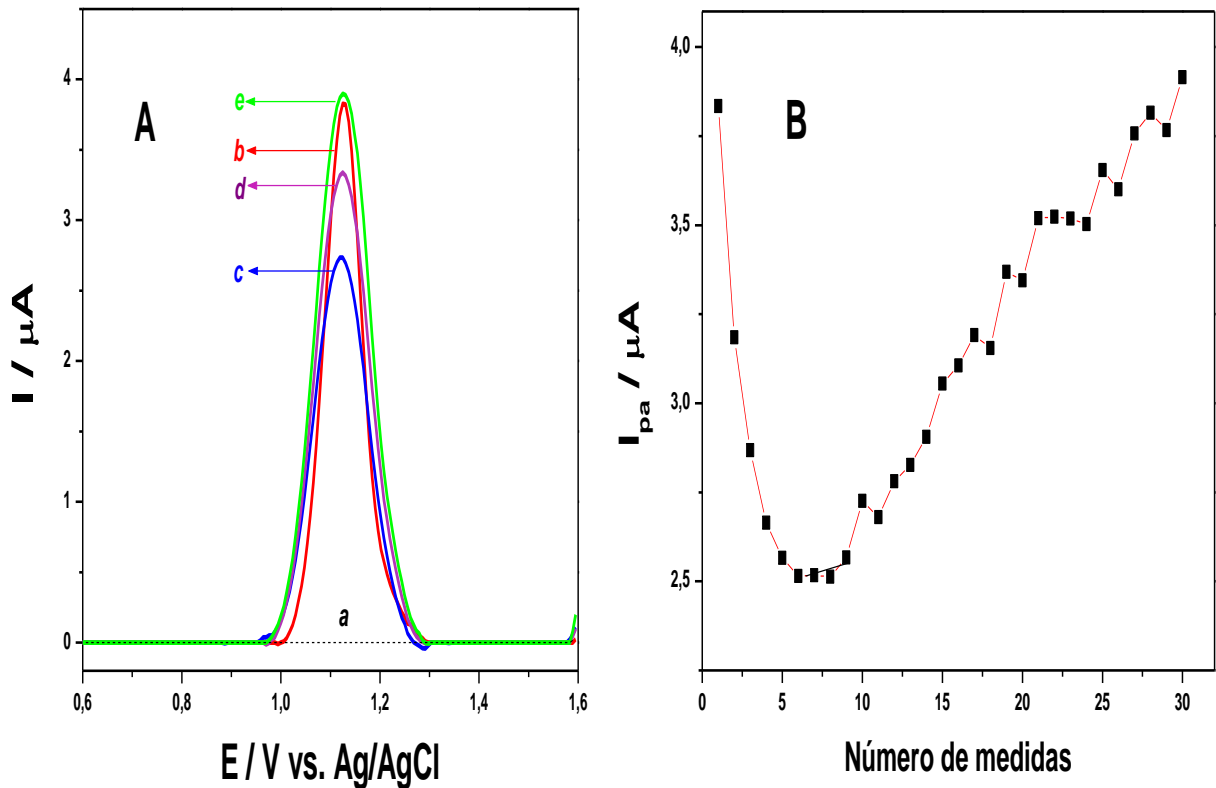 A
e
b
d
c
a
4
3
2
1
0
I / µA
0,6 0,8 1,0 1,2 1,4 1,6
E / V vs. Ag/AgCl
B
4,0
3,5
3,0
2,5
Ipa / µA
0 5 10 15 20 25 30
Número de medidas